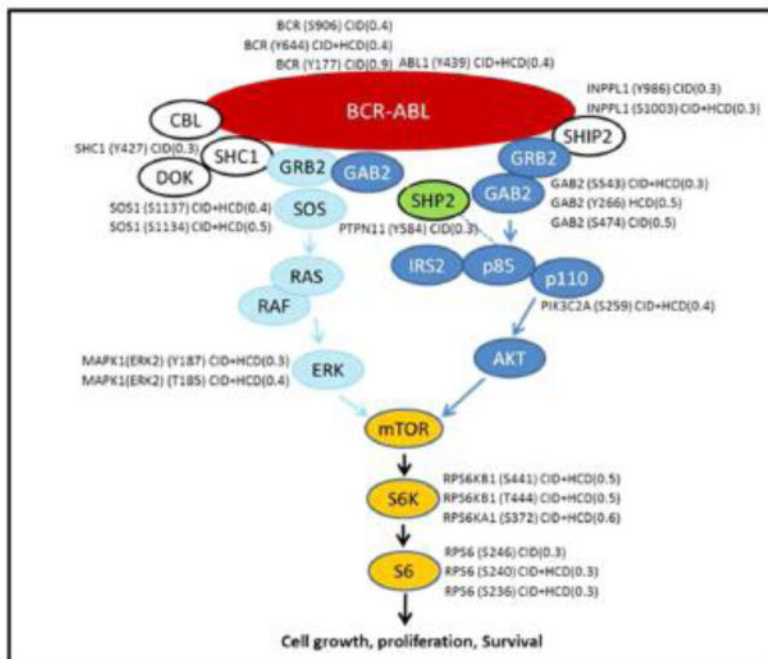 BCR (S906) CID(0.4)
BCR (Y644) CID+HCD(0.4)
BCR (Y177) CID(0.9) ABL1 (Y439) CID+HCD(0.4)
BCR-ABL
INPPL1 (Y986) CID(0.3)
INPPL1 (S1003) CID+HCD(0.3)
CBL
SHIP2
SHC1 (Y427) CID(0.3)
SHC1
DOK
GRB2
GAB2
GRB2
GAB2
SHP2
GAB2 (S543) CID+HCD(0.3)
GAB2 (Y266) HCD(0.5)
GAB2 (S474) CID(0.5)
SOS1 (S1137) CID+HCD(0.4)
SOS1 (S1134) CID+HCD(0.5)
SOS
PTPN11 (Y584) CID(0.3)
IRS2
p85
p110
RAS
RAF
PIK3C2A (S259) CID+HCD(0.4)
MAPK1(ERK2) (Y187) CID+HCD(0.3)
MAPK1(ERK2) (T185) CID+HCD(0.4)
ERK
AKT
mTOR
S6K
RPS6KB1 (S441) CID+HCD(0.5)
RPS6KB1 (T444) CID+HCD(0.5)
RPS6KA1 (S372) CID+HCD(0.6)
S6
RPS6 (S246) CID(0.3)
RPS6 (S240) CID+HCD(0.3)
RPS6 (S236) CID+HCD(0.3)
Cell growth, proliferation, Survival